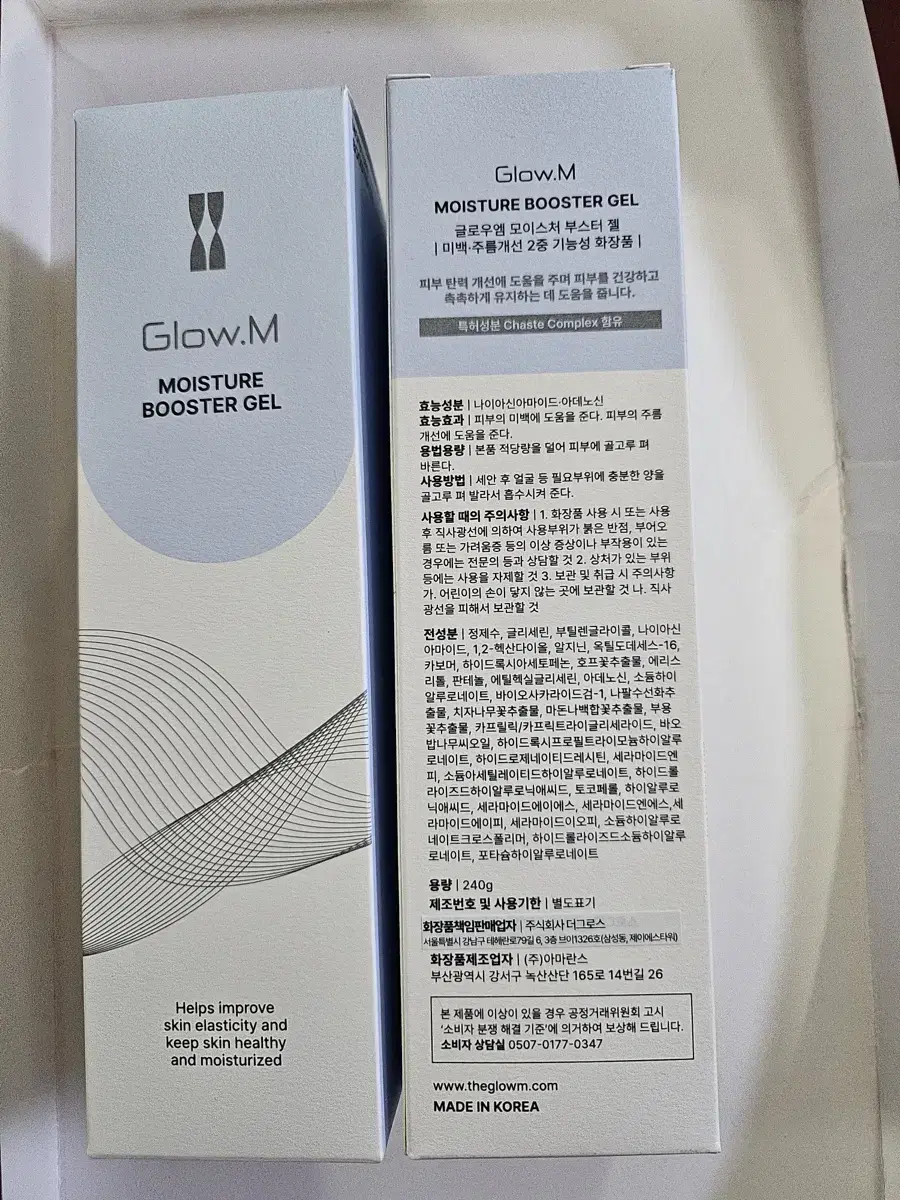 Glow.M
MOISTURE
BOOSTER GEL
Helps improve
skin elasticity and
keep skin healthy
and moisturized
Glow.M
MOISTURE BOOSTER GEL
글로우엠 모이스처 부스터 젤
| 미백·주름개선 2중 기능성 화장품 |
피부 탄력 개선에 도움을 주며 피부를 건강하고
촉촉하게 유지하는 데 도움을 줍니다.
특허성분 Chaste Complex 함유
효능성분 | 나이아신아마이드·아데노신
효능효과 | 피부의 미백에 도움을 준다. 피부의 주름
개선에 도움을 준다.
용법용량 | 본품 적당량을 덜어 피부에 골고루 펴
바른다.
사용방법 | 세안 후 얼굴 등 필요부위에 충분한 양을
골고루 펴 발라서 흡수시켜 준다.
사용할 때의 주의사항 | 1. 화장품 사용 시 또는 사용
후 직사광선에 의하여 사용부위가 붉은 반점, 부어오
름 또는 가려움증 등의 이상 증상이나 부작용이 있는
경우에는 전문의 등과 상담할 것 2. 상처가 있는 부위
등에는 사용을 자제할 것 3. 보관 및 취급 시 주의사항
가. 어린이의 손이 닿지 않는 곳에 보관할 것 나. 직사
광선을 피해서 보관할 것
전성분 | 정제수, 글리세린, 부틸렌글라이콜, 나이아신
아마이드, 1,2-헥산다이올, 알지닌, 옥틸도데세스-16,
카보머, 하이드록시아세토페논, 호프꽃추출물, 에리스
리톨, 판테놀, 에틸헥실글리세린, 아데노신, 소듐하이
알루로네이트, 바이오사카라이드검-1, 나팔수선화추
출물, 치자나무꽃추출물, 마돈나백합꽃추출물, 부용
꽃추출물, 카프릴릭/카프릭트라이글리세라이드, 바오
밥나무씨오일, 하이드록시프로필트라이모늄하이알루
로네이트, 하이드로제네이티드레시틴, 세라마이드엔
피, 소듐아세틸레이티드하이알루로네이트, 하이드롤
라이즈드하이알루로닉애씨드, 토코페롤, 하이알루로
닉애씨드, 세라마이드에이에스, 세라마이드엔에스,세
라마이드에이피, 세라마이드이오피, 소듐하이알루로
네이트크로스폴리머, 하이드롤라이즈드소듐하이알루
로네이트, 포타슘하이알루로네이트
용량 | 240g
제조번호 및 사용기한 | 별도표기
화장품책임판매업자 | 주식회사 더그로스
서울특별시 강남구 테헤란로79길 6, 3층 브이1326호(삼성동, 제이에스타워)
화장품제조업자 | (주)아마란스
부산광역시 강서구 녹산산단 165로 14번길 26
본 제품에 이상이 있을 경우 공정거래위원회 고시
'소비자 분쟁 해결 기준'에 의거하여 보상해 드립니다.
소비자 상담실 0507-0177-0347
www.theglowm.com
MADE IN KOREA